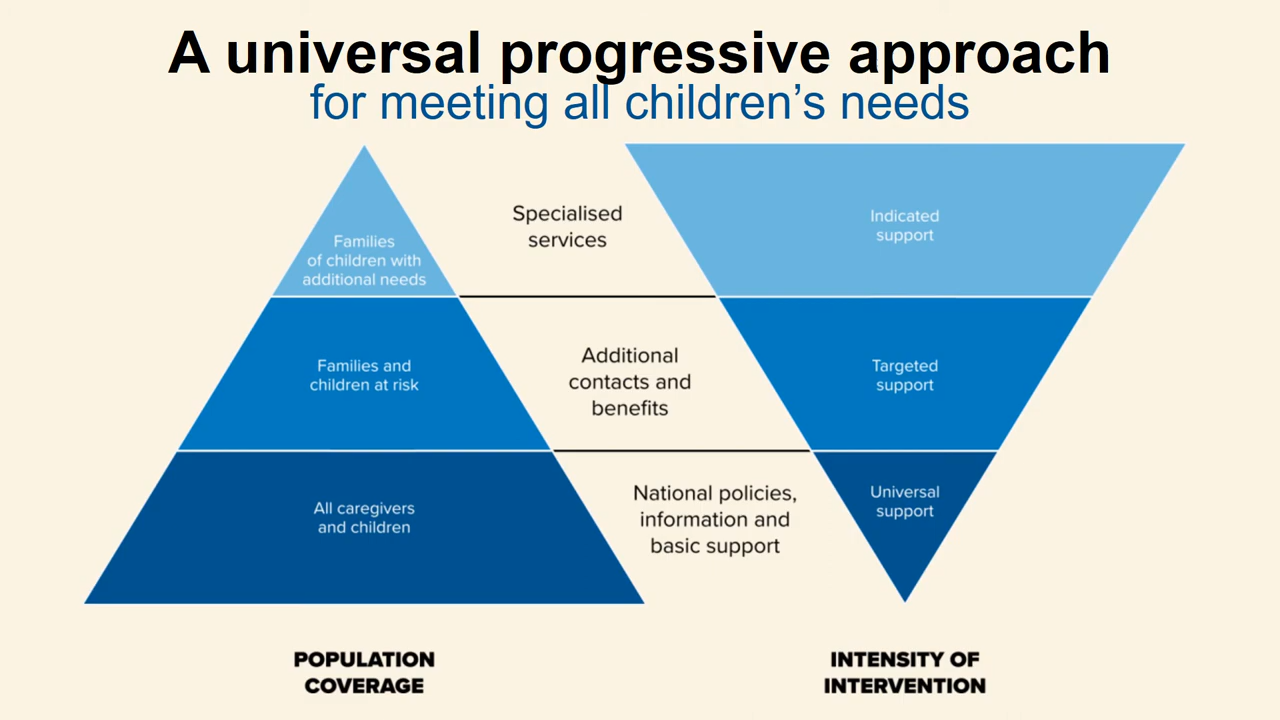 A universal progressive approach
for meeting all children’s needs
Families
of children with
additional needs
Specialised
services
Indicated
support
Families and
children at risk
Additional
contacts and
benefits
Targeted
support
All caregivers
and children
National policies,
information and
basic support
Universal
support
POPULATION
COVERAGE
INTENSITY OF
INTERVENTION